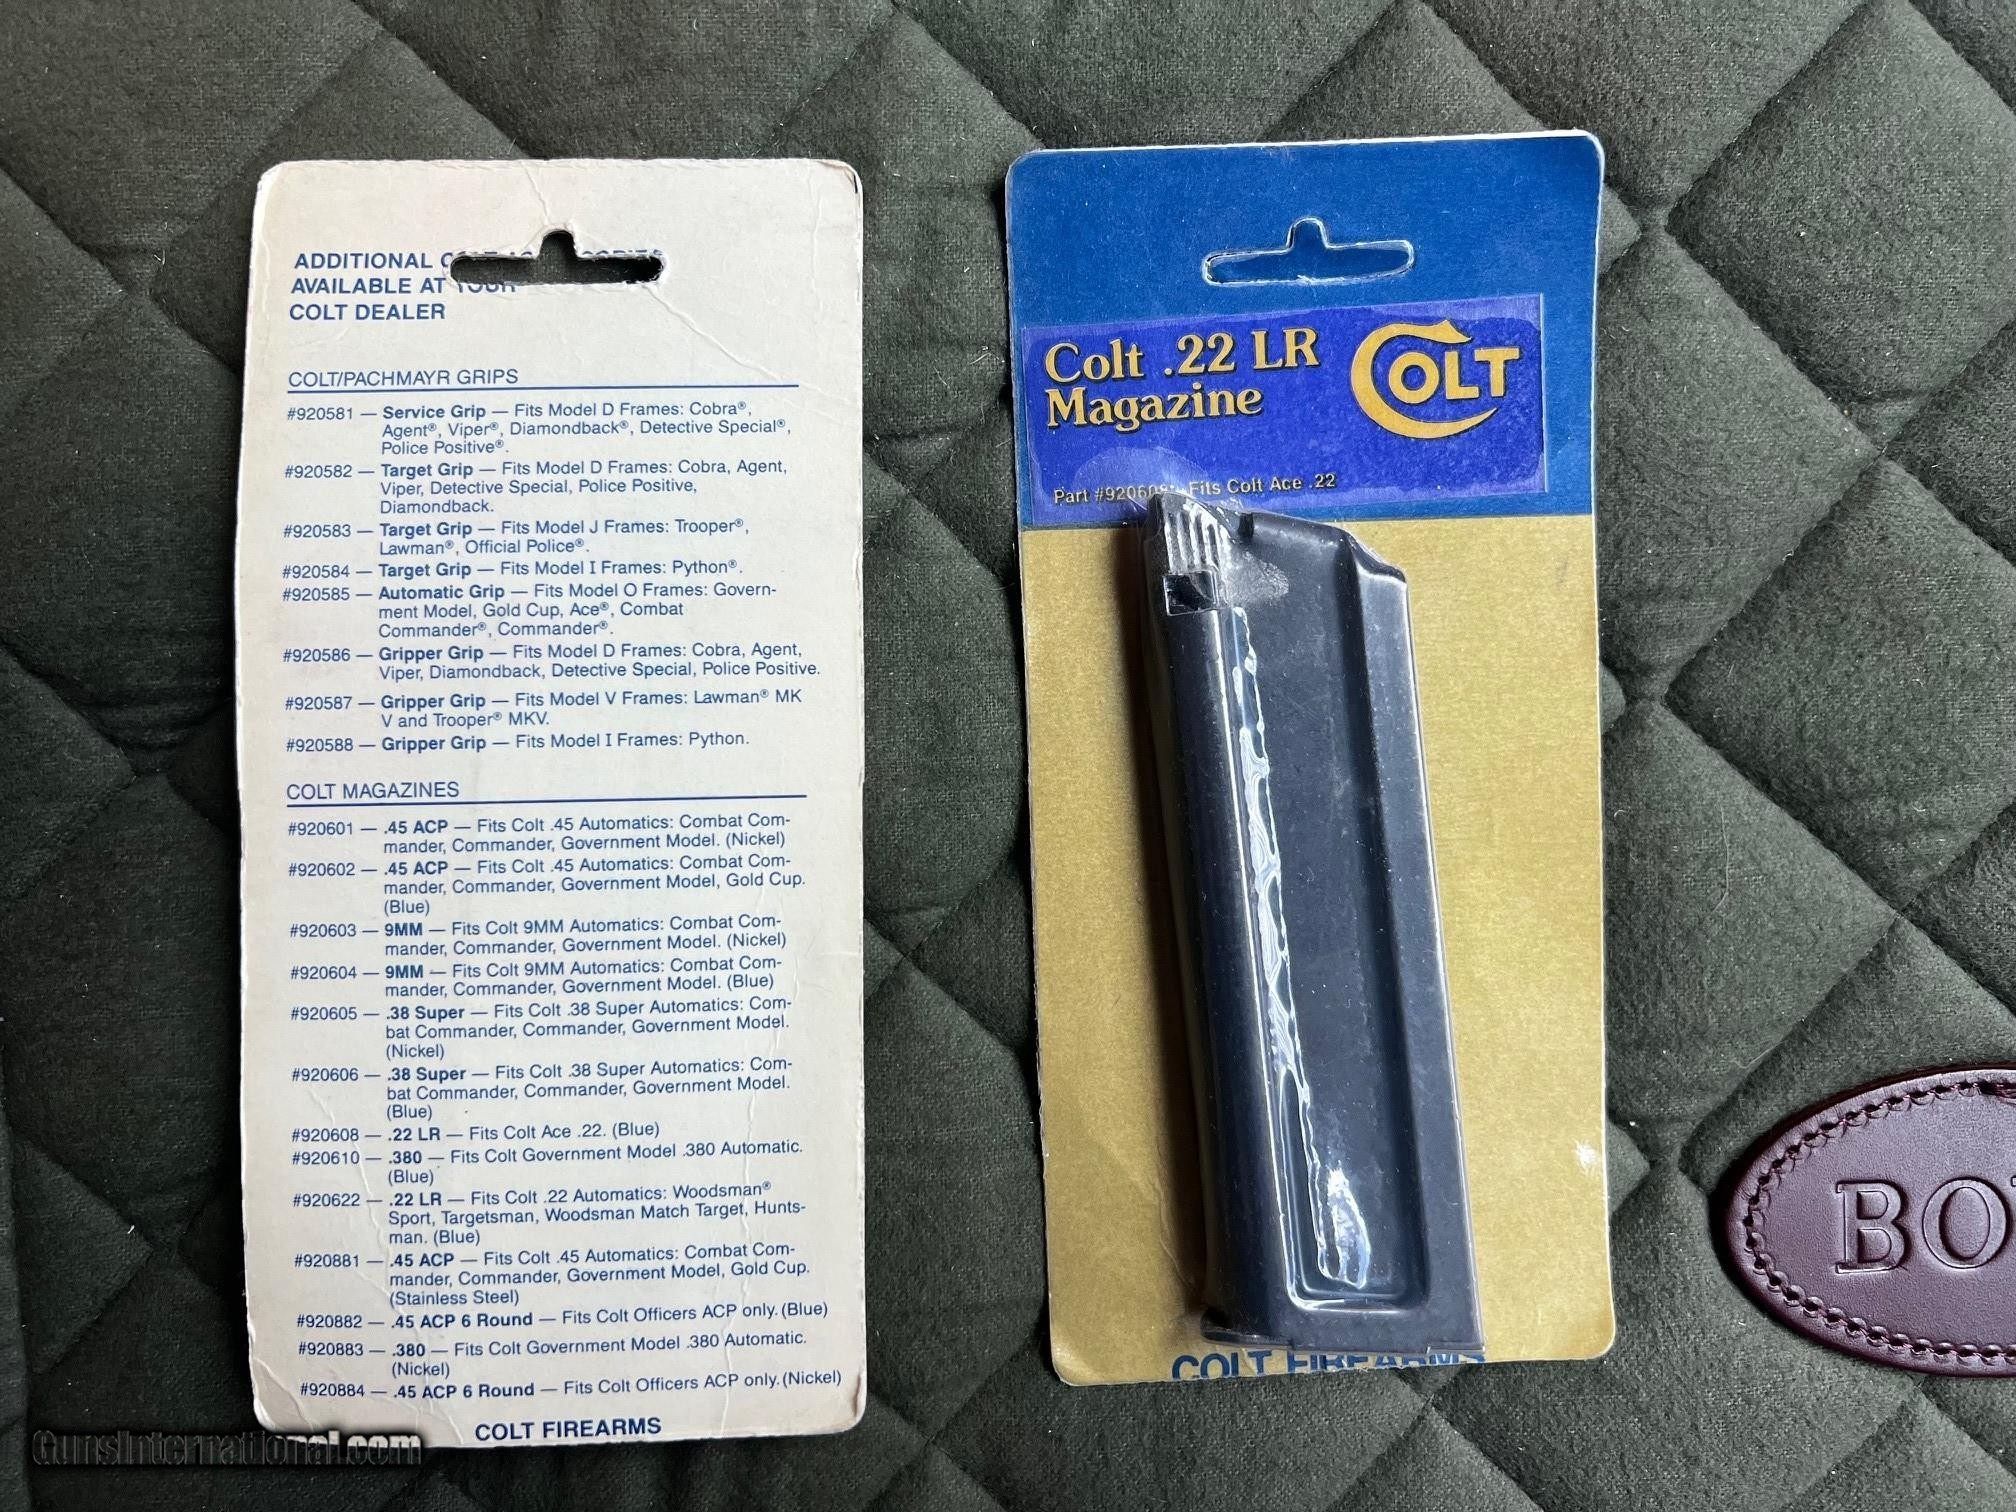 ADDITIONAL
AVAILABLE AT YOUR
COLT DEALER
COLT/PACHMAYR GRIPS
#920581 — Service Grip — Fits Model D Frames: Cobra®,
Agent®, Viper®, Diamondback®, Detective Special®,
Police Positive®.
#920582 — Target Grip — Fits Model D Frames: Cobra, Agent,
Viper, Detective Special, Police Positive,
Diamondback.
#920583 — Target Grip — Fits Model J Frames: Trooper®,
Lawman®, Official Police®.
#920584 — Target Grip — Fits Model I Frames: Python®.
#920585 — Automatic Grip — Fits Model O Frames: Govern-
ment Model, Gold Cup, Ace®, Combat
Commander®, Commander®.
#920586 — Gripper Grip — Fits Model D Frames: Cobra, Agent,
Viper, Diamondback, Detective Special, Police Positive.
#920587 — Gripper Grip — Fits Model V Frames: Lawman® MK
V and Trooper® MKV.
#920588 — Gripper Grip — Fits Model I Frames: Python.
COLT MAGAZINES
#920601 — .45 ACP — Fits Colt .45 Automatics: Combat Com-
mander, Commander, Government Model. (Nickel)
#920602 — .45 ACP — Fits Colt .45 Automatics: Combat Com-
mander, Commander, Government Model, Gold Cup.
(Blue)
#920603 — 9MM — Fits Colt 9MM Automatics: Combat Com-
mander, Commander, Government Model. (Nickel)
#920604 — 9MM — Fits Colt 9MM Automatics: Combat Com-
mander, Commander, Government Model. (Blue)
#920605 — .38 Super — Fits Colt .38 Super Automatics: Com-
bat Commander, Commander, Government Model.
(Nickel)
#920606 — .38 Super — Fits Colt .38 Super Automatics: Com-
bat Commander, Commander, Government Model.
(Blue)
#920608 — .22 LR — Fits Colt Ace .22. (Blue)
#920610 — .380 — Fits Colt Government Model .380 Automatic.
(Blue)
#920622 — .22 LR — Fits Colt .22 Automatics: Woodsman®
Sport, Targetsman, Woodsman Match Target, Hunts-
man. (Blue)
#920881 — .45 ACP — Fits Colt .45 Automatics: Combat Com-
mander, Commander, Government Model, Gold Cup.
(Stainless Steel)
#920882 — .45 ACP 6 Round — Fits Colt Officers ACP only. (Blue)
#920883 — .380 — Fits Colt Government Model .380 Automatic.
(Nickel)
#920884 — .45 ACP 6 Round — Fits Colt Officers ACP only. (Nickel)
COLT FIREARMS
Colt .22 LR
Magazine
COLT
Part #920608 Fits Colt Ace .22
COLT FIREARMS
BO
GunsInternational.com